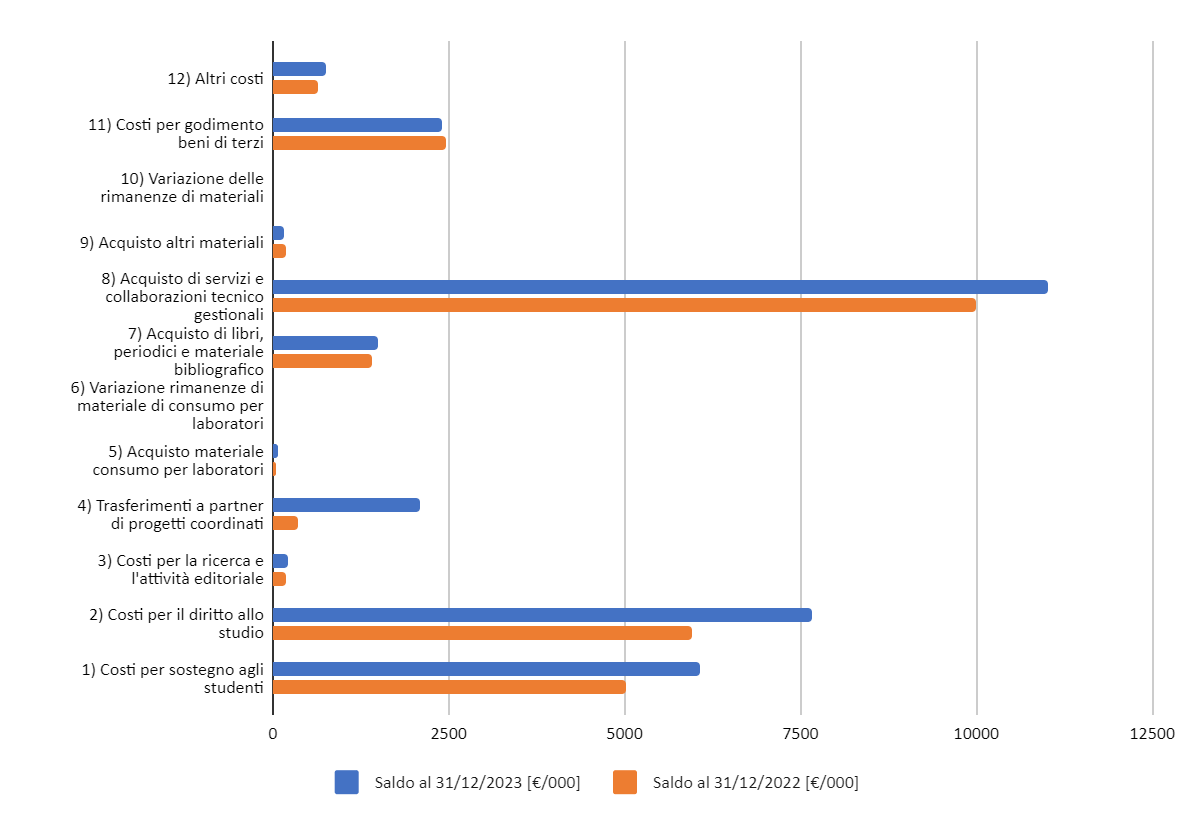 12) Altri costi
11) Costi per godimento
beni di terzi
10) Variazione delle
rimanenze di materiali
9) Acquisto altri materiali
8) Acquisto di servizi e
collaborazioni tecnico
gestionali
7) Acquisto di libri,
periodici e materiale
bibliografico
6) Variazione rimanenze di
materiale di consumo per
laboratori
5) Acquisto materiale
consumo per laboratori
4) Trasferimenti a partner
di progetti coordinati
3) Costi per la ricerca e
l'attività editoriale
2) Costi per il diritto allo
studio
1) Costi per sostegno agli
studenti
0 2500 5000 7500 10000 12500
Saldo al 31/12/2023 [€/000] Saldo al 31/12/2022 [€/000]